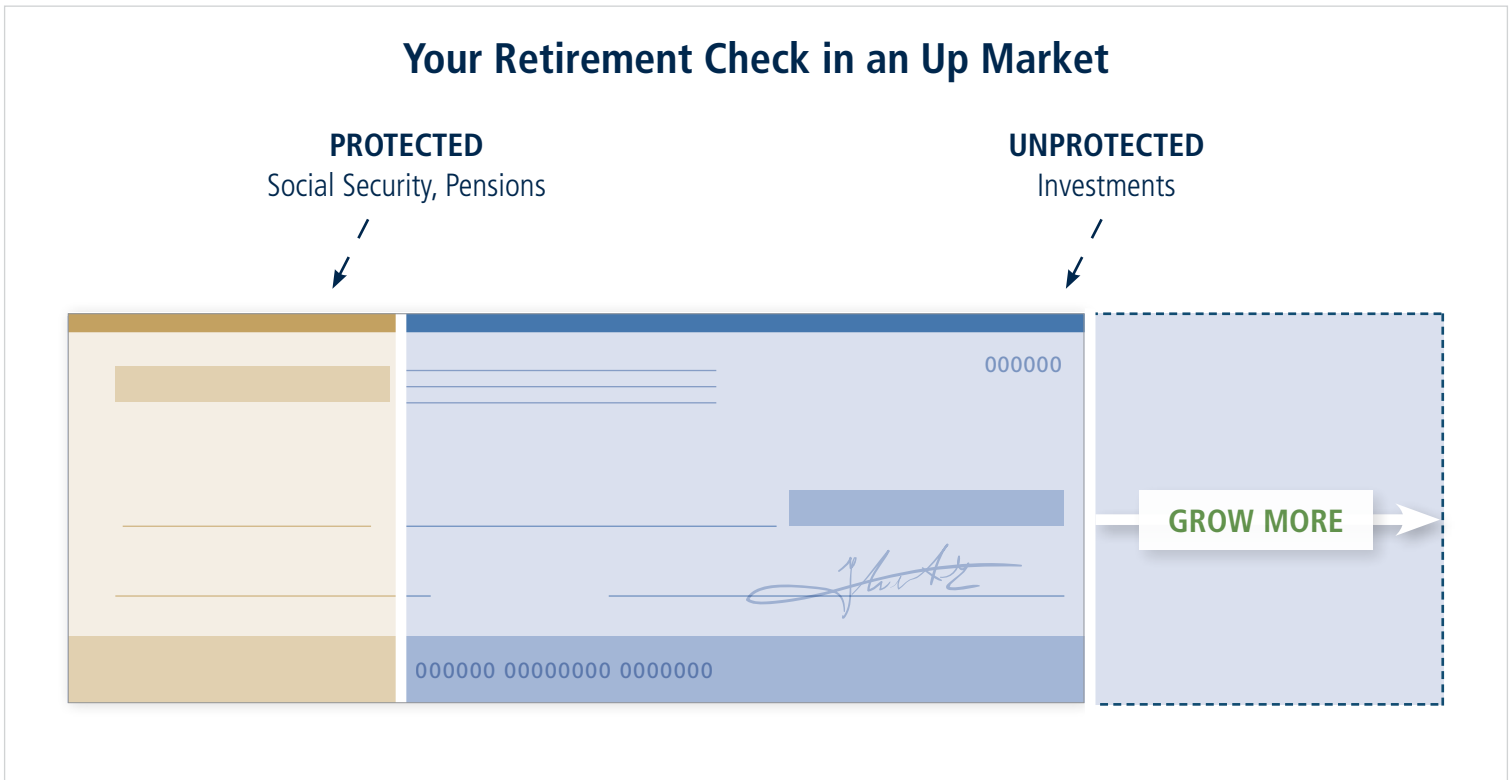 Your Retirement Check in an Up Market
PROTECTED
Social Security, Pensions
UNPROTECTED
Investments
000000
GROW MORE
000000 00000000 0000000